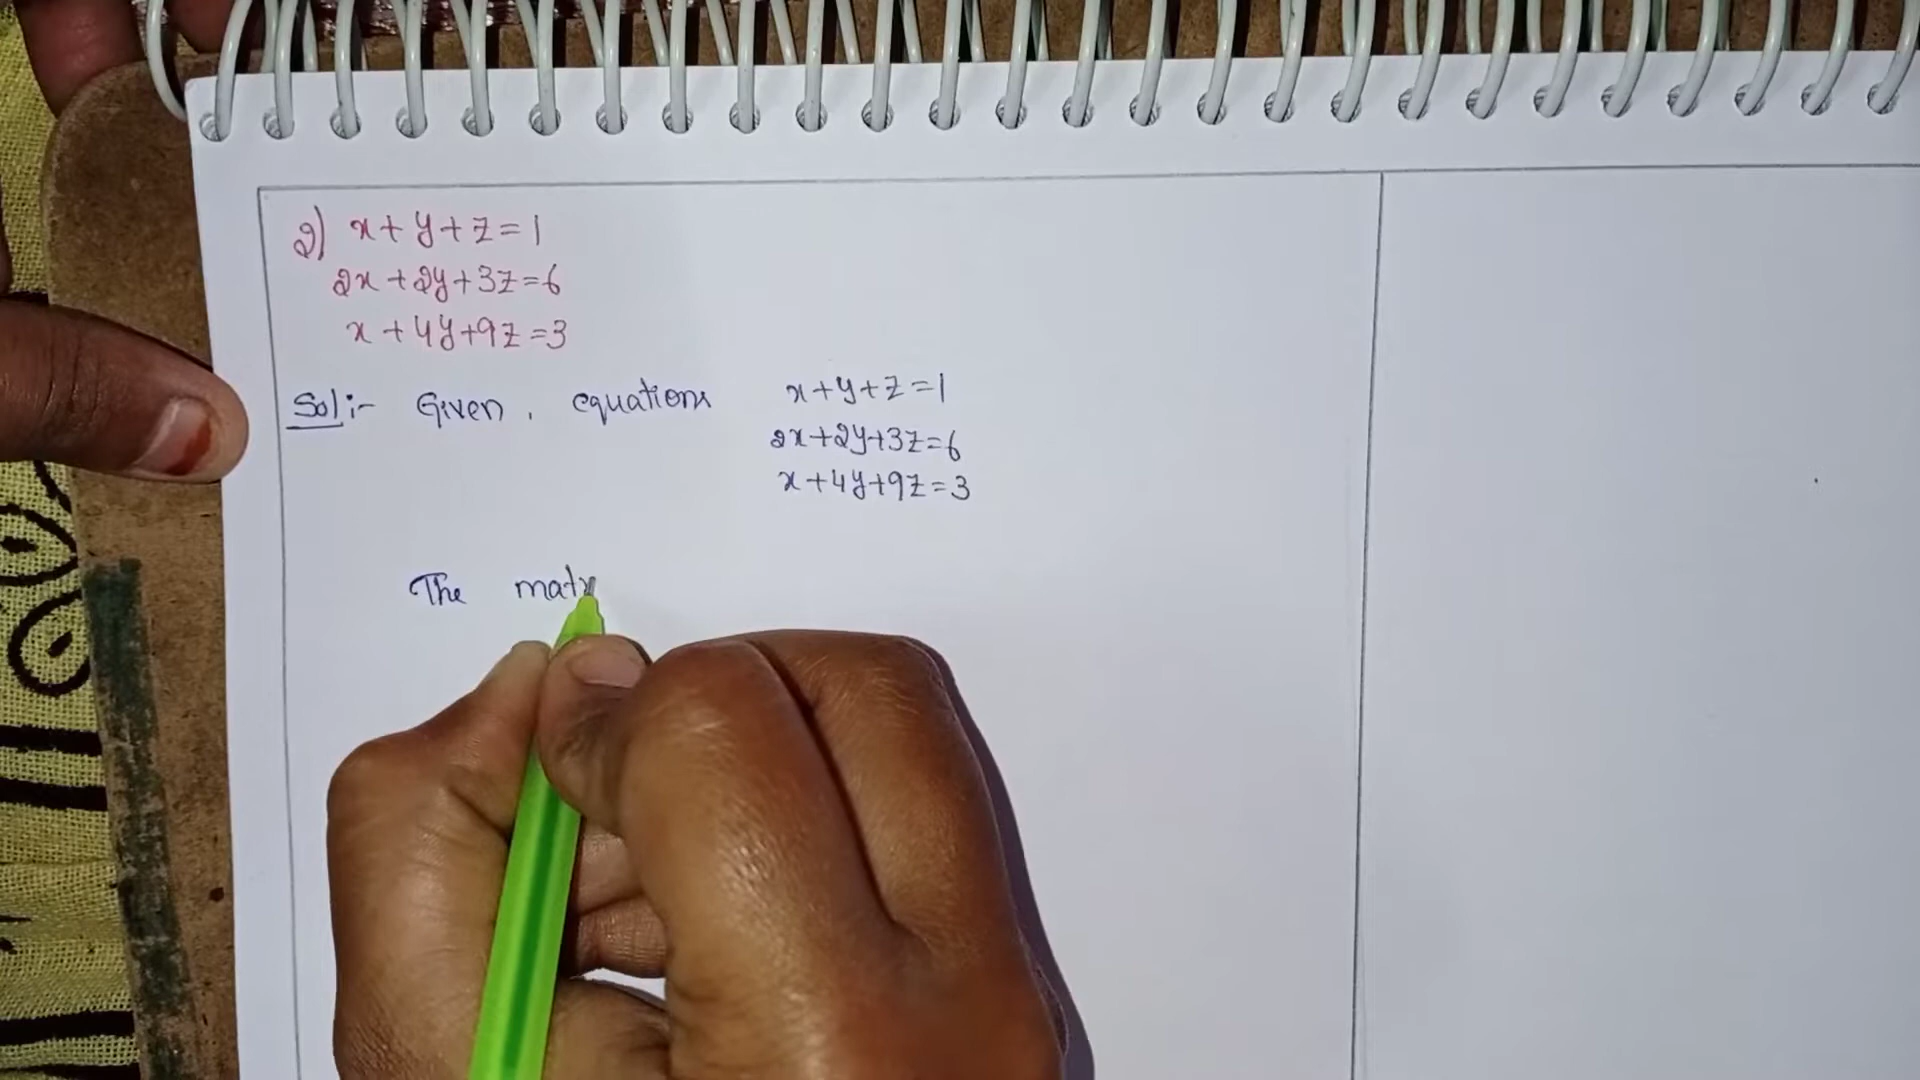 2) x+y+z=1
2x+2y+3z=6
x+4y+9z=3
Sol:- Given, equations x+y+z=1
2x+2y+3z=6
x+4y+9z=3
The matr